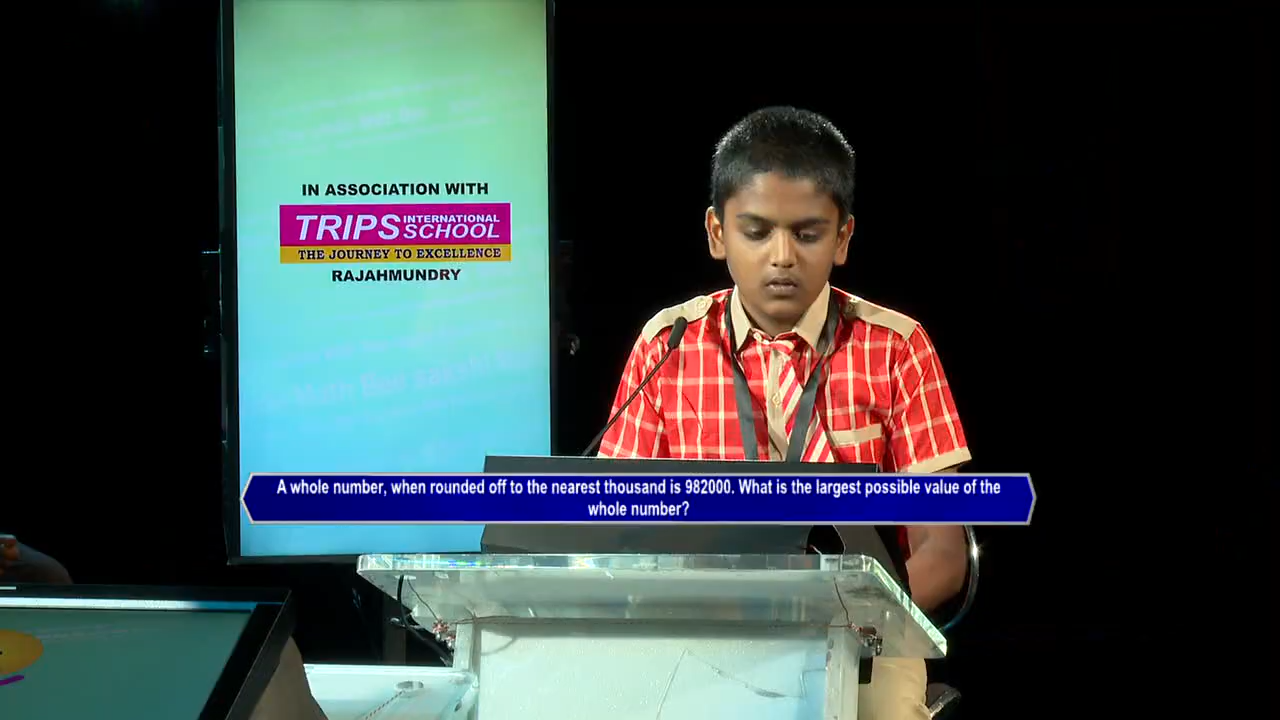 IN ASSOCIATION WITH
TRIPS INTERNATIONAL
SCHOOL
THE JOURNEY TO EXCELLENCE
RAJAHMUNDRY
A whole number, when rounded off to the nearest thousand is 982000. What is the largest possible value of the
whole number?